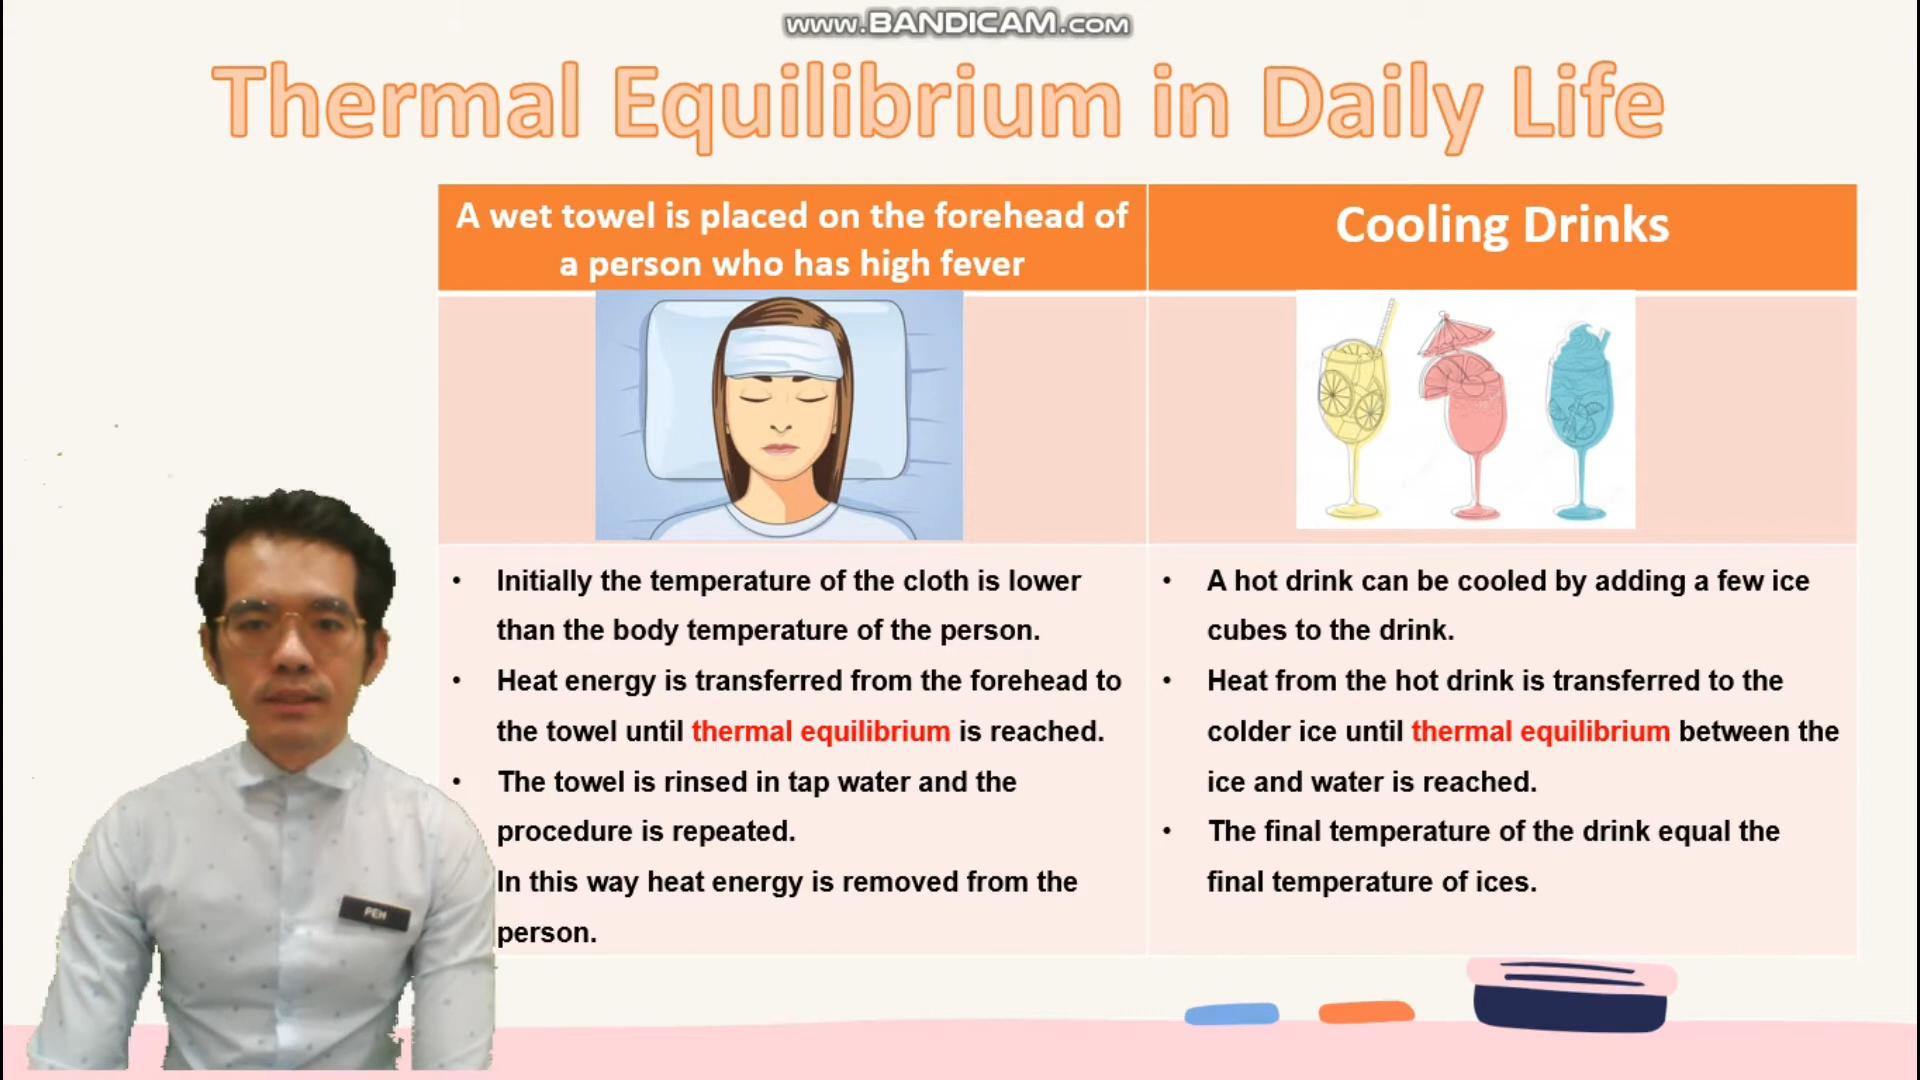 www.BANDICAM.com
Thermal Equilibrium in Daily Life
A wet towel is placed on the forehead of
a person who has high fever
Cooling Drinks
• Initially the temperature of the cloth is lower
than the body temperature of the person.
• Heat energy is transferred from the forehead to
the towel until thermal equilibrium is reached.
• The towel is rinsed in tap water and the
procedure is repeated.
In this way heat energy is removed from the
person.
• A hot drink can be cooled by adding a few ice
cubes to the drink.
• Heat from the hot drink is transferred to the
colder ice until thermal equilibrium between the
ice and water is reached.
• The final temperature of the drink equal the
final temperature of ices.
PEH